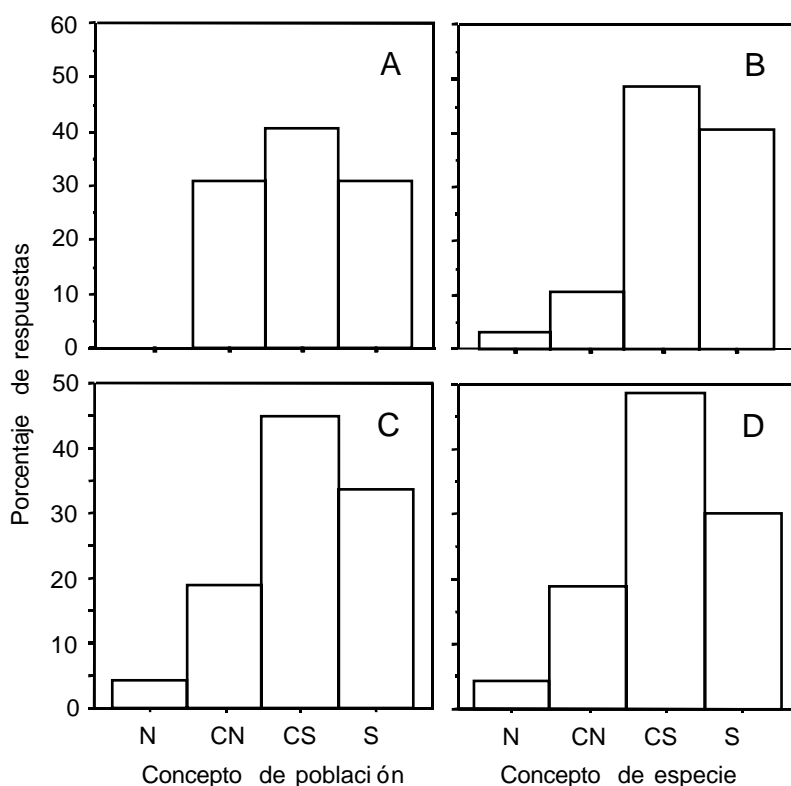 60
50
40
30
20
10
0
A
B
50
40
30
20
10
0
C
D
Porcentaje de respuestas
N CN CS S
N CN CS S
Concepto de población
Concepto de especie